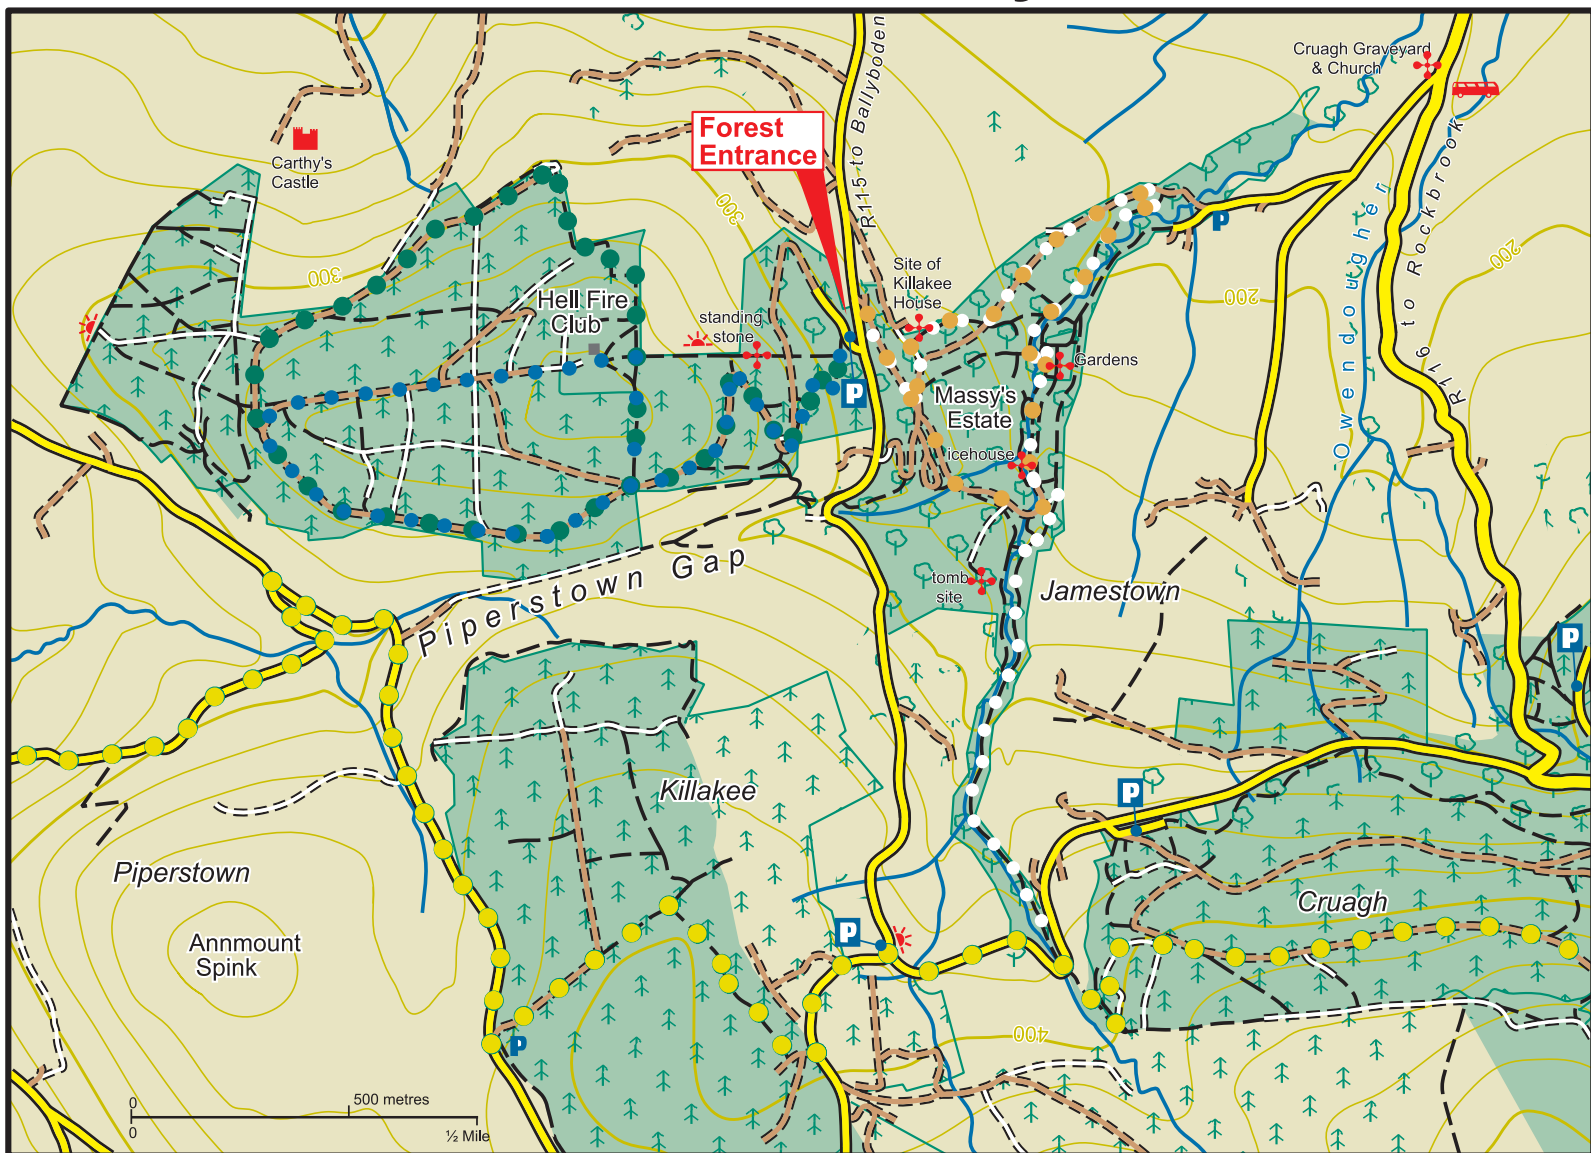 Cruagh Graveyard
& Church
R115 to Ballyboden
Forest
Entrance
Carthy's
Castle
300
300
200
200
P
Owendougher
R116 to Rockbrook
Site of
Killakee
House
Hell Fire
Club
standing
stone
Gardens
P
Massy's
Estate
icehouse
Piperstown Gap
tomb
site
Jamestown
P
Killakee
P
Piperstown
Cruagh
Annmount
Spink
P
400
P
0
500 metres
0
½ Mile